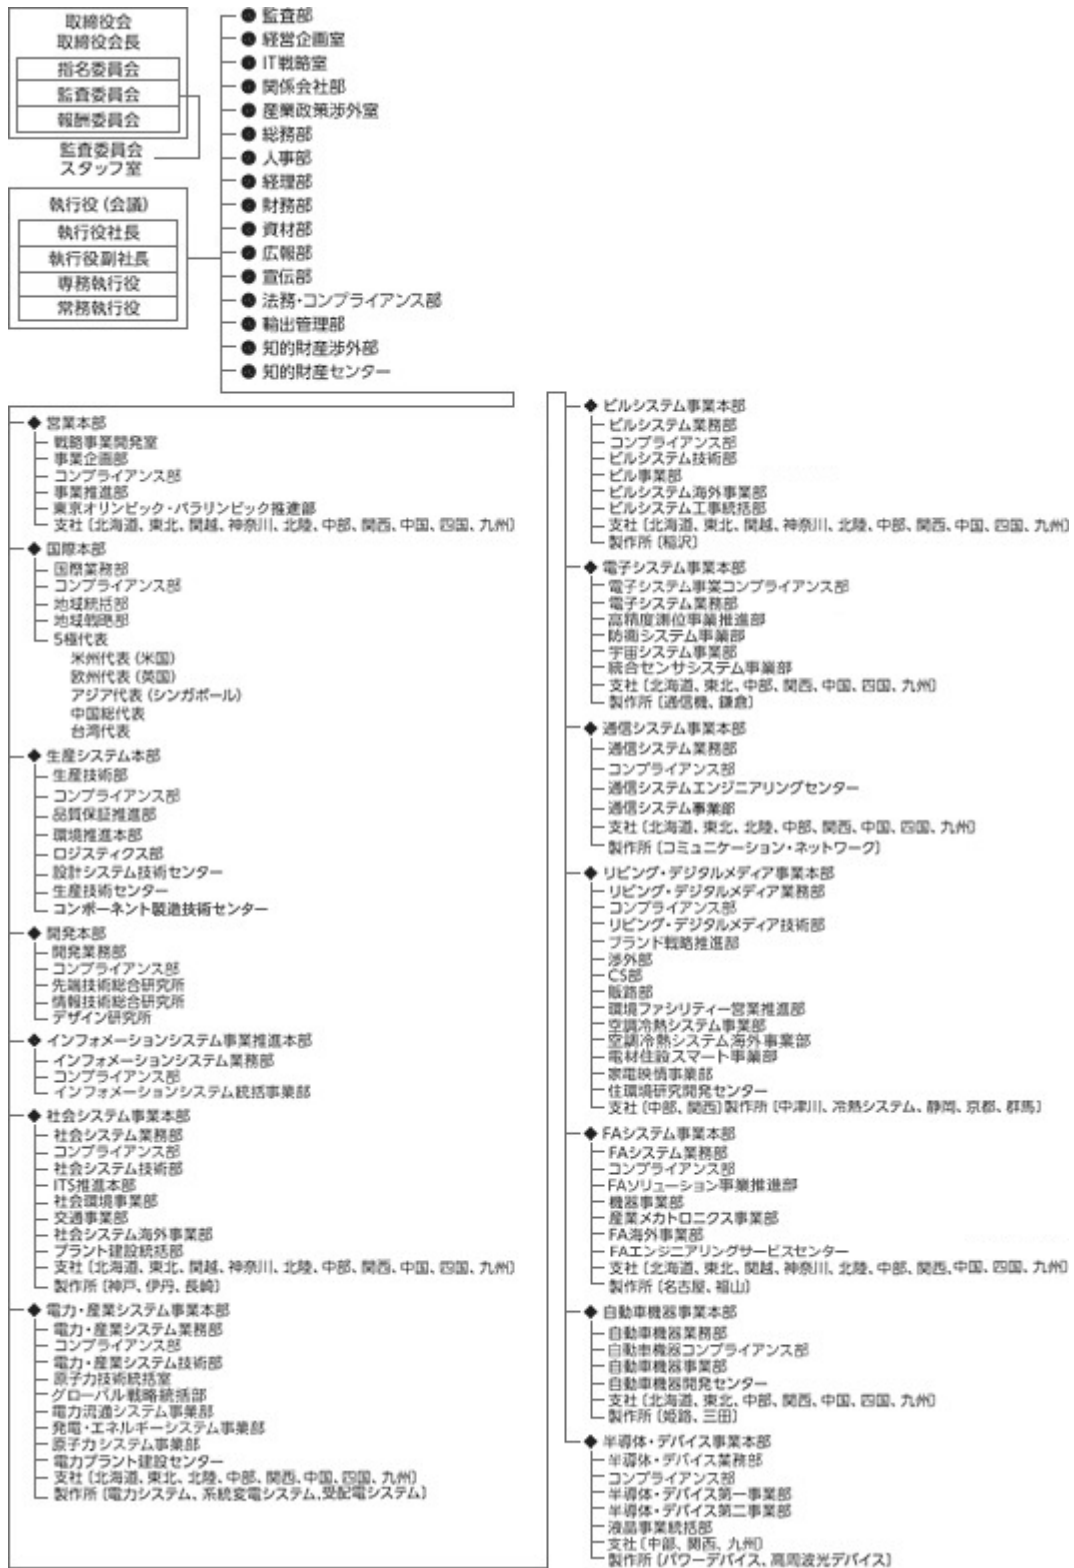 取締役会
取締役会長
指名委員会
監査委員会
報酬委員会
監査委員会
スタッフ室
執行役（会議）
執行役社長
執行役副社長
専務執行役
常務執行役
● 監査部
● 経営企画室
● IT戦略室
● 関係会社部
● 産業政策渉外室
● 総務部
● 人事部
● 経理部
● 財務部
● 資材部
● 広報部
● 宣伝部
● 法務・コンプライアンス部
● 輸出管理部
● 知的財産渉外部
● 知的財産センター
◆ 営業本部
戦略事業開発室
事業企画部
コンプライアンス部
事業推進部
東京オリンピック・パラリンピック推進部
支社〔北海道、東北、関越、神奈川、北陸、中部、関西、中国、四国、九州〕
◆ 国際本部
国際業務部
コンプライアンス部
地域統括部
地域戦略部
5極代表
米州代表（米国）
欧州代表（英国）
アジア代表（シンガポール）
中国総代表
台湾代表
◆ 生産システム本部
生産技術部
コンプライアンス部
品質保証推進部
環境推進本部
ロジスティクス部
設計システム技術センター
生産技術センター
コンポーネント製造技術センター
◆ 開発本部
開発業務部
コンプライアンス部
先端技術総合研究所
情報技術総合研究所
デザイン研究所
◆ インフォメーションシステム事業推進本部
インフォメーションシステム業務部
コンプライアンス部
インフォメーションシステム統括事業部
◆ 社会システム事業本部
社会システム業務部
コンプライアンス部
社会システム技術部
ITS推進本部
社会環境事業部
交通事業部
社会システム海外事業部
プラント建設統括部
支社〔北海道、東北、関越、神奈川、北陸、中部、関西、中国、四国、九州〕
製作所〔神戸、伊丹、長崎〕
◆ 電力・産業システム事業本部
電力・産業システム業務部
コンプライアンス部
電力・産業システム技術部
原子力技術統括室
グローバル戦略統括部
電力流通システム事業部
発電・エネルギーシステム事業部
原子力システム事業部
電力プラント建設センター
支社〔北海道、東北、北陸、中部、関西、中国、四国、九州〕
製作所〔電力システム、系統変電システム、受配電システム〕
◆ ビルシステム事業本部
ビルシステム業務部
コンプライアンス部
ビルシステム技術部
ビル事業部
ビルシステム海外事業部
ビルシステム工事統括部
支社〔北海道、東北、関越、神奈川、北陸、中部、関西、中国、四国、九州〕
製作所〔稲沢〕
◆ 電子システム事業本部
電子システム事業コンプライアンス部
電子システム業務部
高精度測位事業推進部
防衛システム事業部
宇宙システム事業部
統合センサシステム事業部
支社〔北海道、東北、中部、関西、中国、四国、九州〕
製作所〔通信機、鎌倉〕
◆ 通信システム事業本部
通信システム業務部
コンプライアンス部
通信システムエンジニアリングセンター
通信システム事業部
支社〔北海道、東北、北陸、中部、関西、中国、四国、九州〕
製作所〔コミュニケーション・ネットワーク〕
◆ リビング・デジタルメディア事業本部
リビング・デジタルメディア業務部
コンプライアンス部
リビング・デジタルメディア技術部
ブランド戦略推進部
渉外部
CS部
販路部
環境ファシリティー営業推進部
空調冷熱システム事業部
空調冷熱システム海外事業部
電材住設スマート事業部
家電映情事業部
住環境研究開発センター
支社〔中部、関西〕製作所〔中津川、冷熱システム、静岡、京都、群馬〕
◆ FAシステム事業本部
FAシステム業務部
コンプライアンス部
FAソリューション事業推進部
機器事業部
産業メカトロニクス事業部
FA海外事業部
FAエンジニアリングサービスセンター
支社〔北海道、東北、関越、神奈川、北陸、中部、関西、中国、四国、九州〕
製作所〔名古屋、福山〕
◆ 自動車機器事業本部
自動車機器業務部
自動車機器コンプライアンス部
自動車機器事業部
自動車機器開発センター
支社〔北海道、東北、中部、関西、中国、四国、九州〕
製作所〔姫路、三田〕
◆ 半導体・デバイス事業本部
半導体・デバイス業務部
コンプライアンス部
半導体・デバイス第一事業部
半導体・デバイス第二事業部
液晶事業統括部
支社〔中部、関西、九州〕
製作所〔パワーデバイス、高周波光デバイス〕